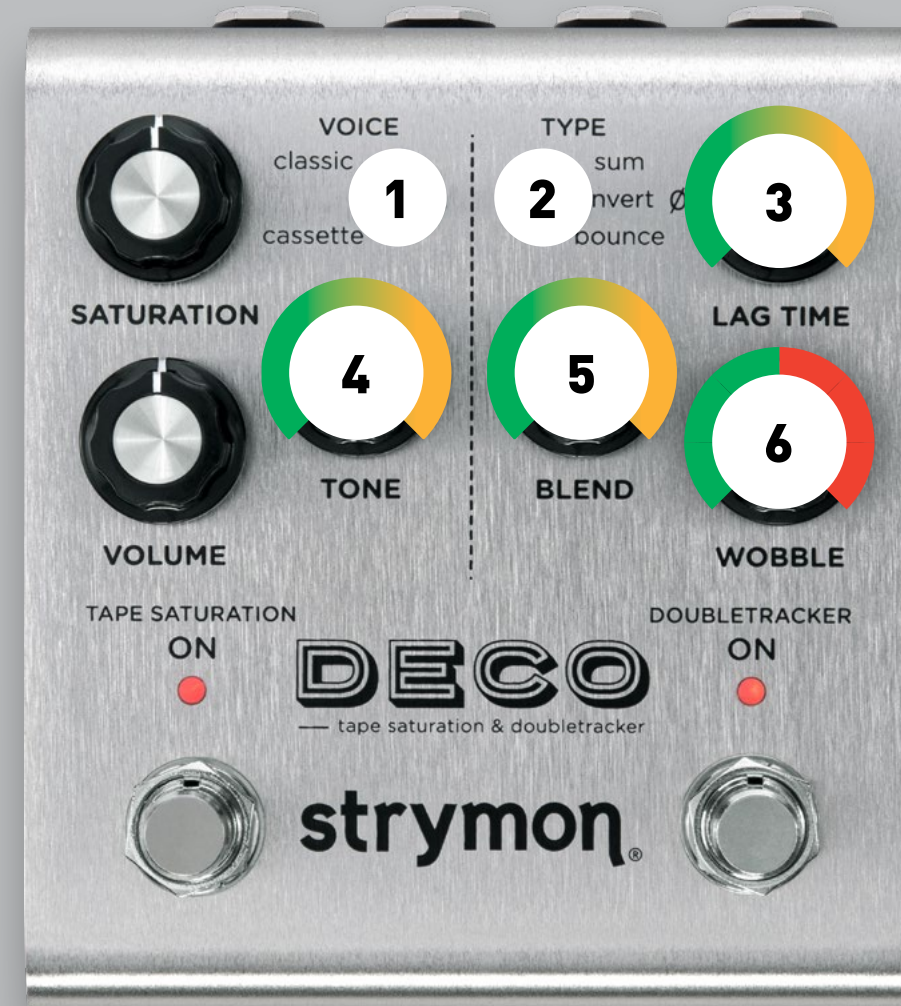 VOICE
classic
1
cassette
TYPE
sum
2
nvert Ø
bounce
3
SATURATION
LAG TIME
4
5
6
TONE
BLEND
VOLUME
WOBBLE
TAPE SATURATION
ON
DOUBLETRACKER
ON
DECO
— tape saturation & doubletracker
strymon®